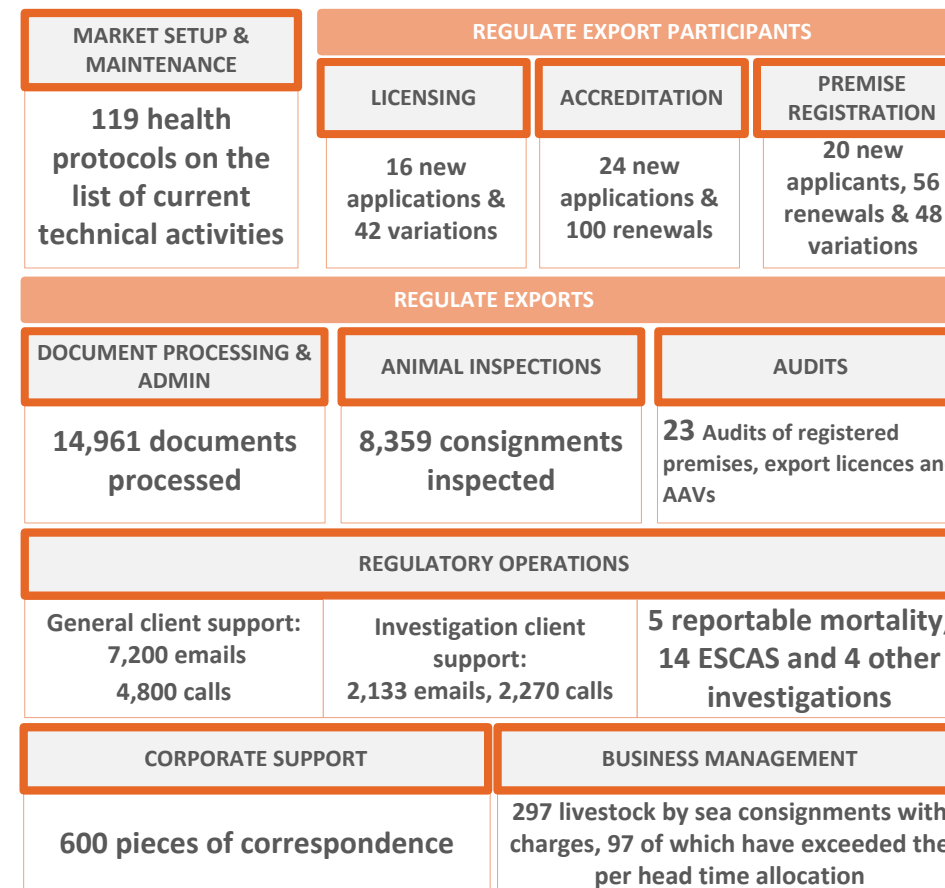 MARKET SETUP &
MAINTENANCE
119 health
protocols on the
list of current
technical activities
REGULATE EXPORT PARTICIPANTS
LICENSING
16 new
applications &
42 variations
ACCREDITATION
24 new
applications &
100 renewals
PREMISE
REGISTRATION
20 new
applicants, 56
renewals & 48
variations
REGULATE EXPORTS
DOCUMENT PROCESSING &
ADMIN
14,961 documents
processed
ANIMAL INSPECTIONS
8,359 consignments
inspected
AUDITS
23 Audits of registered
premises, export licences an
AAVs
REGULATORY OPERATIONS
General client support:
7,200 emails
4,800 calls
Investigation client
support:
2,133 emails, 2,270 calls
5 reportable mortality,
14 ESCAS and 4 other
investigations
CORPORATE SUPPORT
600 pieces of correspondence
BUSINESS MANAGEMENT
297 livestock by sea consignments with
charges, 97 of which have exceeded the
per head time allocation